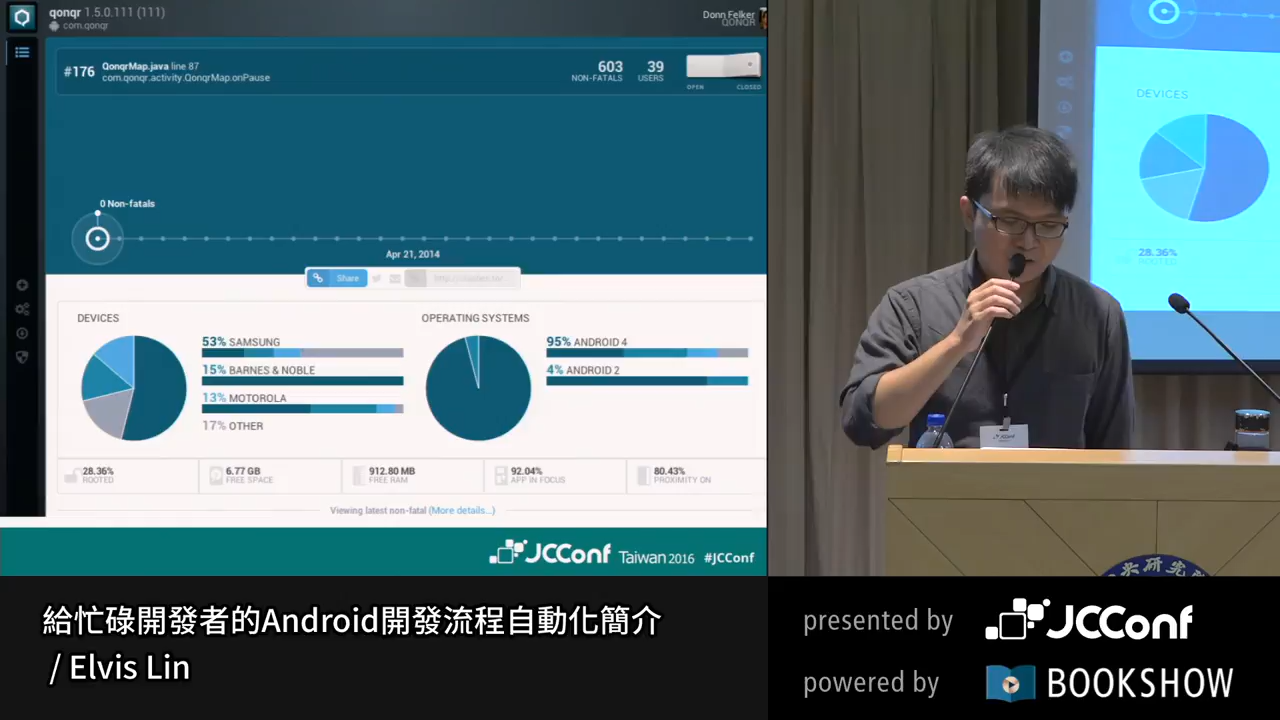 qonqr 1.5.0.111 (111)
com.qonqr
Donn Felker
QONQR
#176
QonqrMap.java line 87
com.qonqr.activity.QonqrMap.onPause
603
NON-FATALS
39
USERS
OPEN
CLOSED
0 Non-fatals
Apr 21, 2014
Share
DEVICES
53% SAMSUNG
15% BARNES & NOBLE
13% MOTOROLA
17% OTHER
OPERATING SYSTEMS
95% ANDROID 4
4% ANDROID 2
28.36%
ROOTED
6.77 GB
FREE SPACE
912.80 MB
FREE RAM
92.04%
APP IN FOCUS
80.43%
PROXIMITY ON
Viewing latest non-fatal (More details...)
JCConf Taiwan 2016 #JCConf
DEVICES
28.36%
ROOTED
JCConf
央研究
給忙碌開發者的Android開發流程自動化簡介
/ Elvis Lin
presented by JCConf
powered by BOOKSHOW